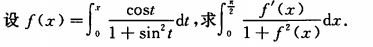 设 f(x) = ∫₀ˣ cost/(1+sin²t) dt,求∫₀^{π/2} f′(x)/(1+f²(x)) dx.